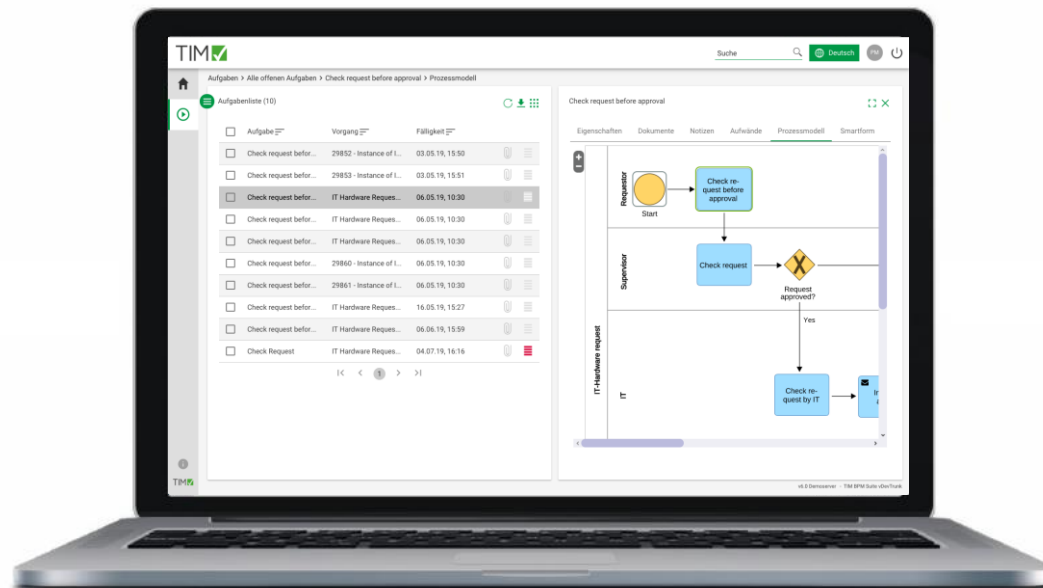 TIM
Suche
Deutsch
PM
Aufgaben > Alle offenen Aufgaben > Check request before approval > Prozessmodell
Aufgabenliste (10)
Aufgabe Vorgang Fälligkeit
Check request befor... 29852 - Instance of I... 03.05.19, 15:50
Check request befor... 29853 - Instance of I... 03.05.19, 15:51
Check request befor... IT Hardware Reques... 06.05.19, 10:30
Check request befor... IT Hardware Reques... 06.05.19, 10:30
Check request befor... IT Hardware Reques... 06.05.19, 10:30
Check request befor... 29860 - Instance of I... 06.05.19, 10:30
Check request befor... 29861 - Instance of I... 06.05.19, 10:30
Check request befor... IT Hardware Reques... 16.05.19, 15:27
Check request befor... IT Hardware Reques... 06.06.19, 15:59
Check Request IT Hardware Reques... 04.07.19, 16:16
1
Check request before approval
Eigenschaften Dokumente Notizen Aufwände Prozessmodell Smartform
IT-Hardware request
Requestor
Start
Check re-
quest before
approval
Supervisor
Check request
Request
approved?
Yes
IT
Check re-
quest by IT
TIM
v6.0 Demoserver - TIM BPM Suite vDevTrunk